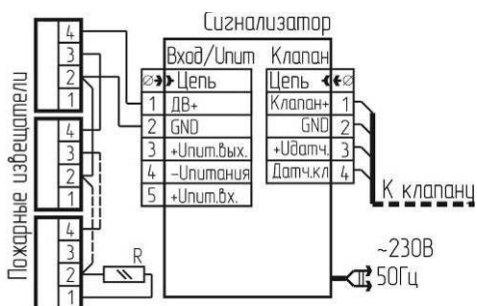 Сигнализатор
Вход/Uпит Клапан
Цепь Цепь
1 ДВ+ Клапан+ 1
2 GND GND 2
3 +Uпит.вых. +Uдатч. 3
4 -Uпитания Датч.кл 4
5 +Uпит.вх.
К клапану
~230В
50Гц
Пожарные извещатели
4
3
2
1
4
3
2
1
4
3
2
1
R